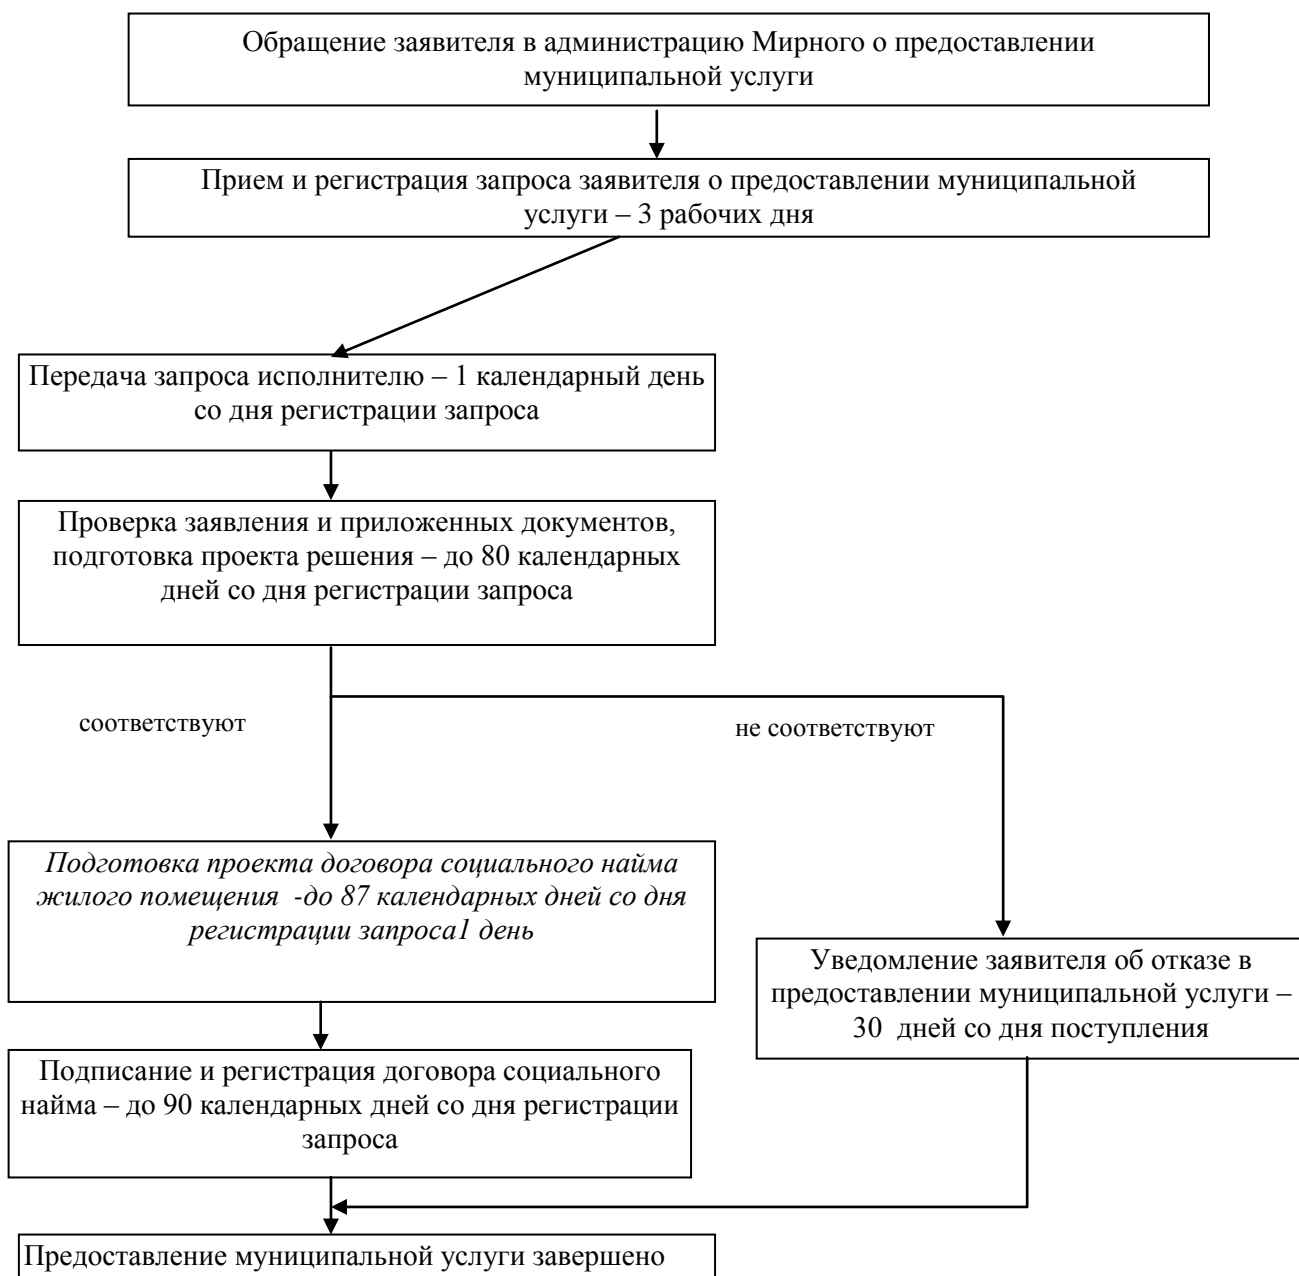 Обращение заявителя в администрацию Мирного о предоставлении
муниципальной услуги
Прием и регистрация запроса заявителя о предоставлении муниципальной
услуги – 3 рабочих дня
Передача запроса исполнителю – 1 календарный день
со дня регистрации запроса
Проверка заявления и приложенных документов,
подготовка проекта решения – до 80 календарных
дней со дня регистрации запроса
соответствуют
не соответствуют
Подготовка проекта договора социального найма
жилого помещения -до 87 календарных дней со дня
регистрации запроса1 день
Уведомление заявителя об отказе в
предоставлении муниципальной услуги –
30 дней со дня поступления
Подписание и регистрация договора социального
найма – до 90 календарных дней со дня регистрации
запроса
Предоставление муниципальной услуги завершено